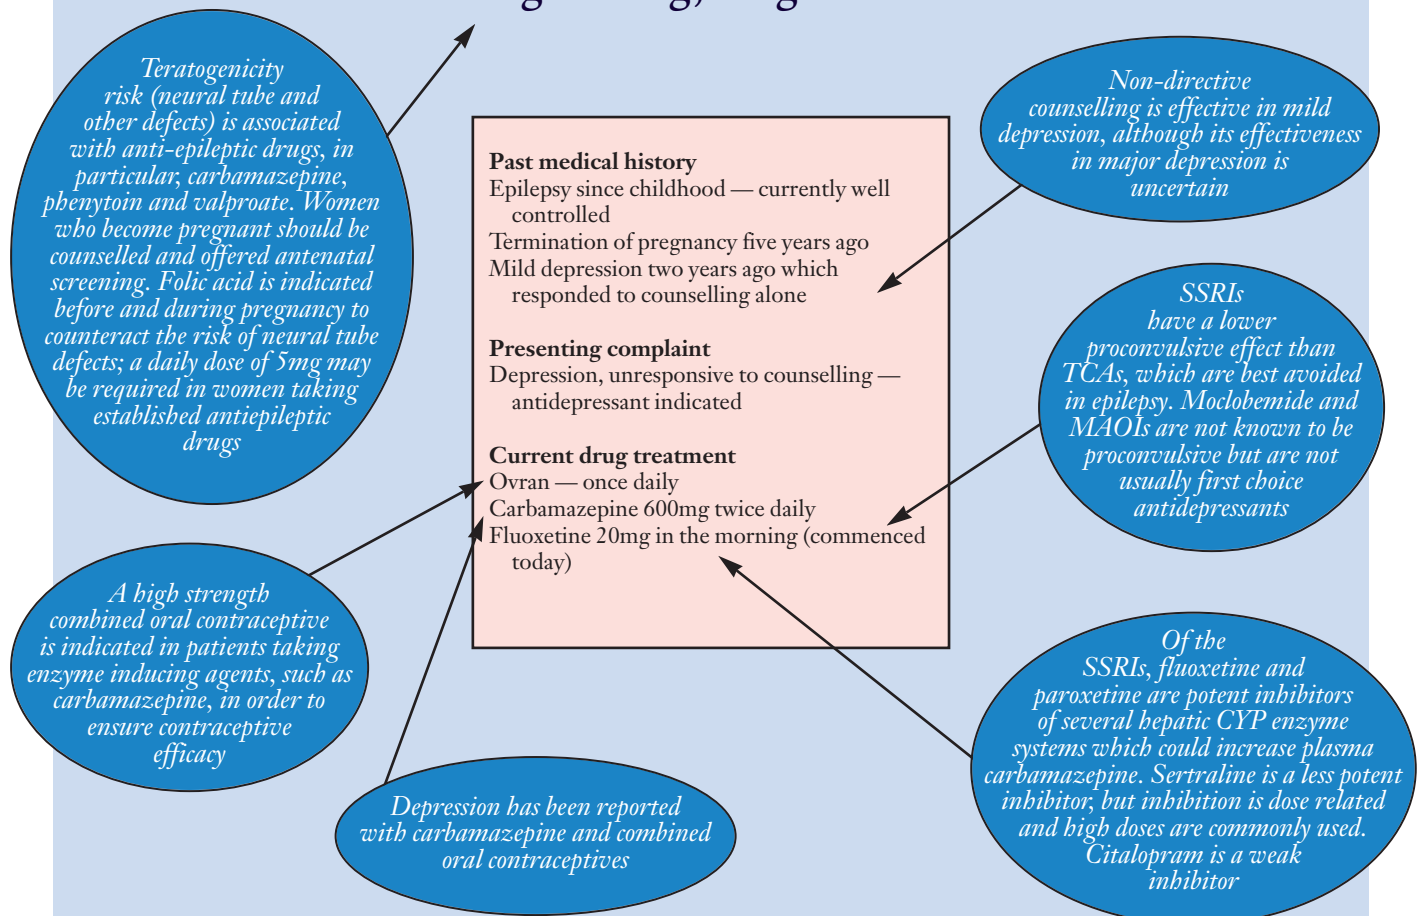 Teratogenicity
risk (neural tube and
other defects) is associated
with anti-epileptic drugs, in
particular, carbamazepine,
phenytoin and valproate. Women
who become pregnant should be
counselled and offered antenatal
screening. Folic acid is indicated
before and during pregnancy to
counteract the risk of neural tube
defects; a daily dose of 5mg may
be required in women taking
established antiepileptic
drugs
Non-directive
counselling is effective in mild
depression, although its effectiveness
in major depression is
uncertain
Past medical history
Epilepsy since childhood — currently well
controlled
Termination of pregnancy five years ago
Mild depression two years ago which
responded to counselling alone
Presenting complaint
Depression, unresponsive to counselling —
antidepressant indicated
Current drug treatment
Ovran — once daily
Carbamazepine 600mg twice daily
Fluoxetine 20mg in the morning (commenced
today)
SSRIs
have a lower
proconvulsive effect than
TCAs, which are best avoided
in epilepsy. Moclobemide and
MAOIs are not known to be
proconvulsive but are not
usually first choice
antidepressants
A high strength
combined oral contraceptive
is indicated in patients taking
enzyme inducing agents, such as
carbamazepine, in order to
ensure contraceptive
efficacy
Depression has been reported
with carbamazepine and combined
oral contraceptives
Of the
SSRIs, fluoxetine and
paroxetine are potent inhibitors
of several hepatic CYP enzyme
systems which could increase plasma
carbamazepine. Sertraline is a less potent
inhibitor, but inhibition is dose related
and high doses are commonly used.
Citalopram is a weak
inhibitor